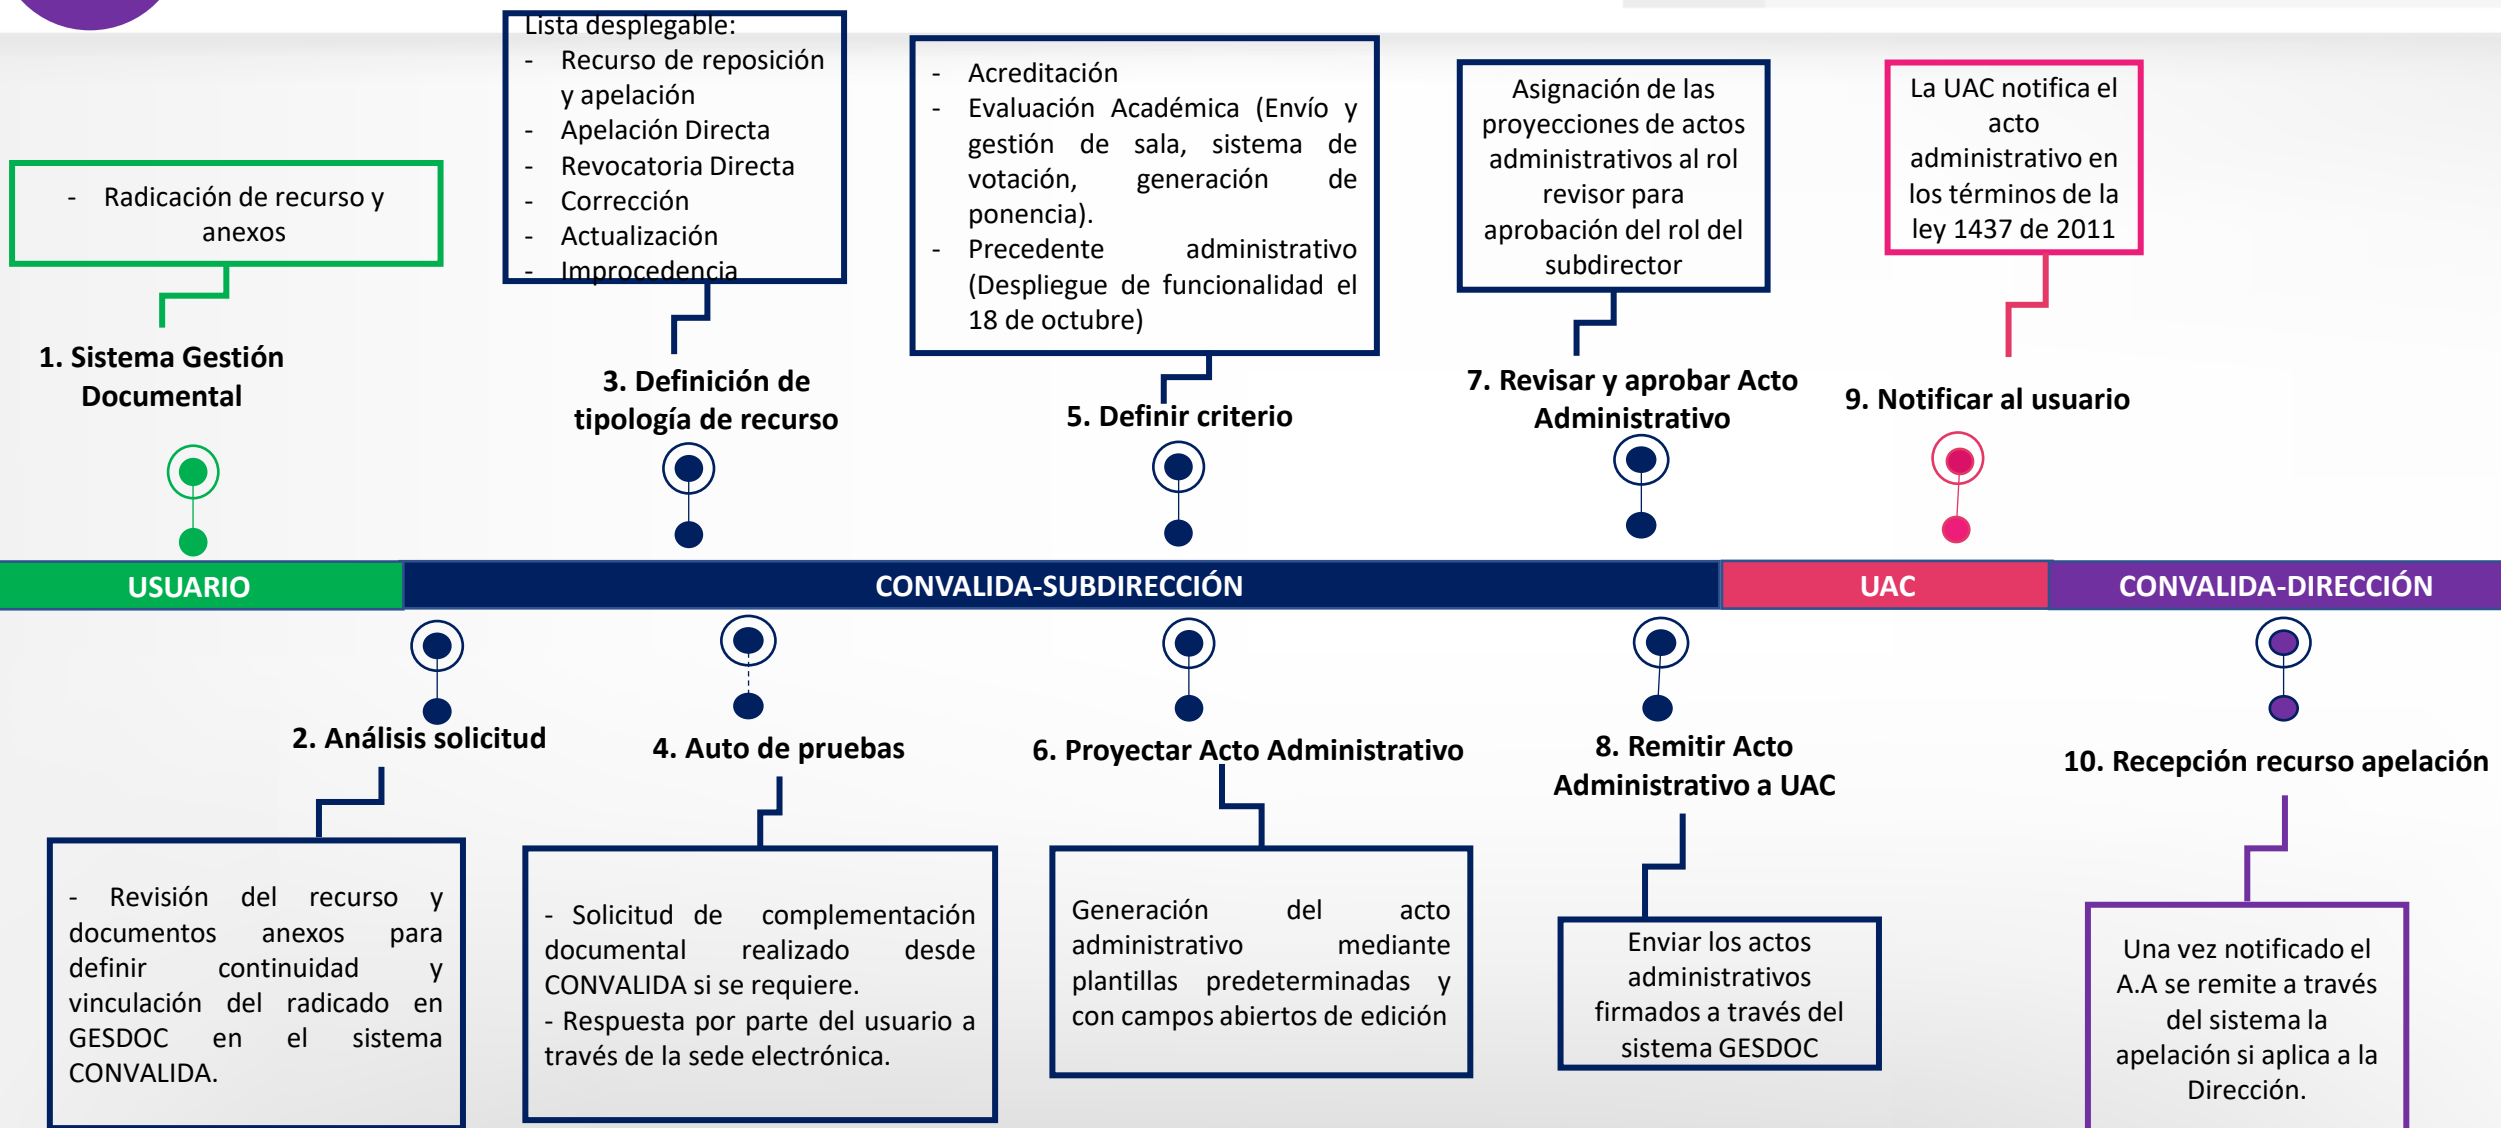 Lista desplegable:
- Recurso de reposición
y apelación
- Apelación Directa
- Revocatoria Directa
- Corrección
- Actualización
- Improcedencia
- Acreditación
- Evaluación Académica (Envío y
gestión de sala, sistema de
votación, generación de
ponencia).
- Precedente administrativo
(Despliegue de funcionalidad el
18 de octubre)
Asignación de las
proyecciones de actos
administrativos al rol
revisor para
aprobación del rol del
subdirector
La UAC notifica el
acto
administrativo en
los términos de la
ley 1437 de 2011
- Radicación de recurso y
anexos
1. Sistema Gestión
Documental
3. Definición de
tipología de recurso
5. Definir criterio
7. Revisar y aprobar Acto
Administrativo
9. Notificar al usuario
USUARIO
CONVALIDA-SUBDIRECCIÓN
UAC
CONVALIDA-DIRECCIÓN
2. Análisis solicitud
4. Auto de pruebas
6. Proyectar Acto Administrativo
8. Remitir Acto
Administrativo a UAC
10. Recepción recurso apelación
- Revisión del recurso y
documentos anexos para
definir continuidad y
vinculación del radicado en
GESDOC en el sistema
CONVALIDA.
- Solicitud de complementación
documental realizado desde
CONVALIDA si se requiere.
- Respuesta por parte del usuario a
través de la sede electrónica.
Generación del acto
administrativo mediante
plantillas predeterminadas y
con campos abiertos de edición
Enviar los actos
administrativos
firmados a través del
sistema GESDOC
Una vez notificado el
A.A se remite a través
del sistema la
apelación si aplica a la
Dirección.